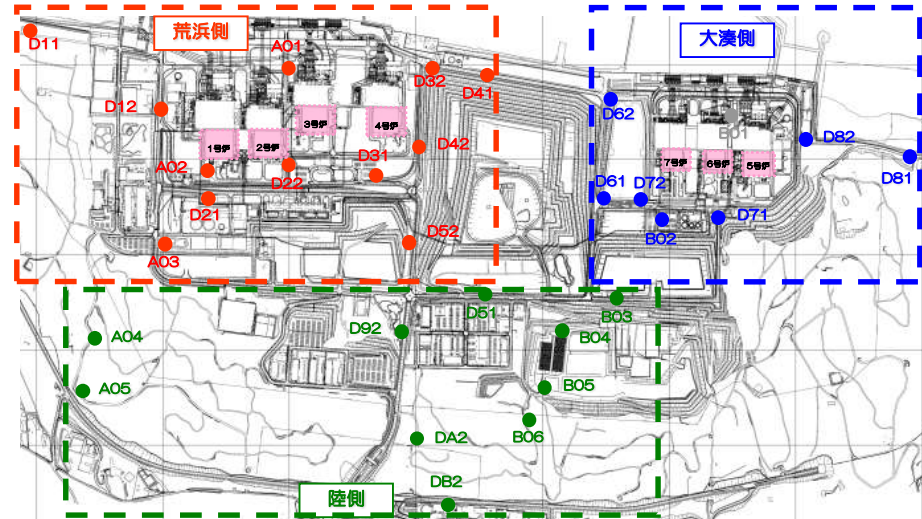 荒浜側
大湊側
D11
A01
D32
D41
D12
D62
B01
3号炉
4号炉
D82
1号炉
2号炉
D42
7号炉
6号炉
5号炉
A02
D22
D31
D81
D21
D61
D72
D71
A03
D52
B02
D51
B03
A04
D92
B04
A05
B05
DA2
B06
陸側
DB2